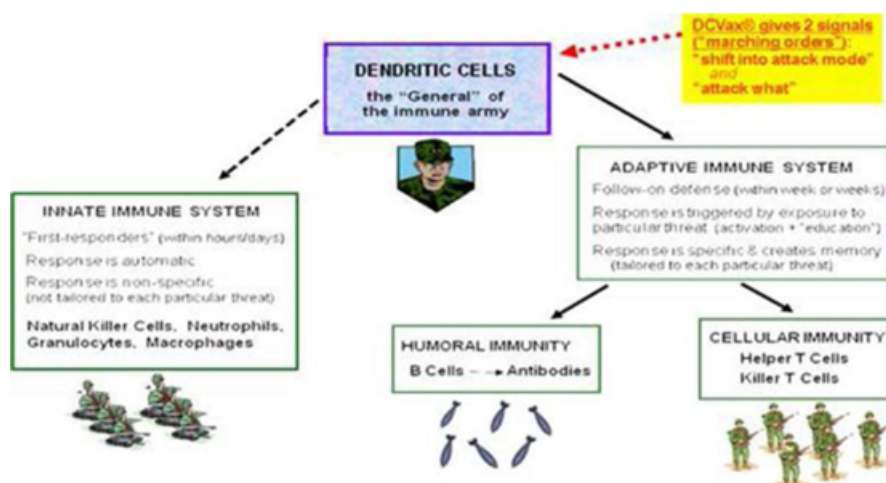 DCVax® gives 2 signals
("marching orders"):
"shift into attack mode"
and
"attack what"
DENDRITIC CELLS
the "General" of
the immune army
ADAPTIVE IMMUNE SYSTEM
Follow-on defense (within week or weeks)
Response is triggered by exposure to
particular threat (activation + "education")
Response is specific & creates memory
(tailored to each particular threat)
INNATE IMMUNE SYSTEM
"First-responders" (within hours/days)
Response is automatic
Response is non-specific
(not tailored to each particular threat)
Natural Killer Cells, Neutrophils,
Granulocytes, Macrophages
HUMORAL IMMUNITY
B Cells → Antibodies
CELLULAR IMMUNITY
Helper T Cells
Killer T Cells